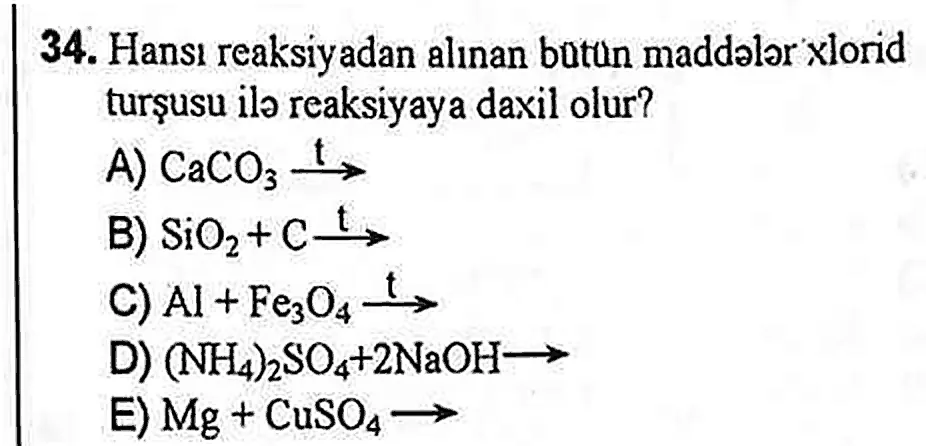 34. Hansı reaksiyadan alınan bütün maddələr xlorid
turşusu ilə reaksiyaya daxil olur?
A) CaCO₃ —t→
B) SiO₂ + C —t→
C) Al + Fe₃O₄ —t→
D) (NH₄)₂SO₄+2NaOH→
E) Mg + CuSO₄ →